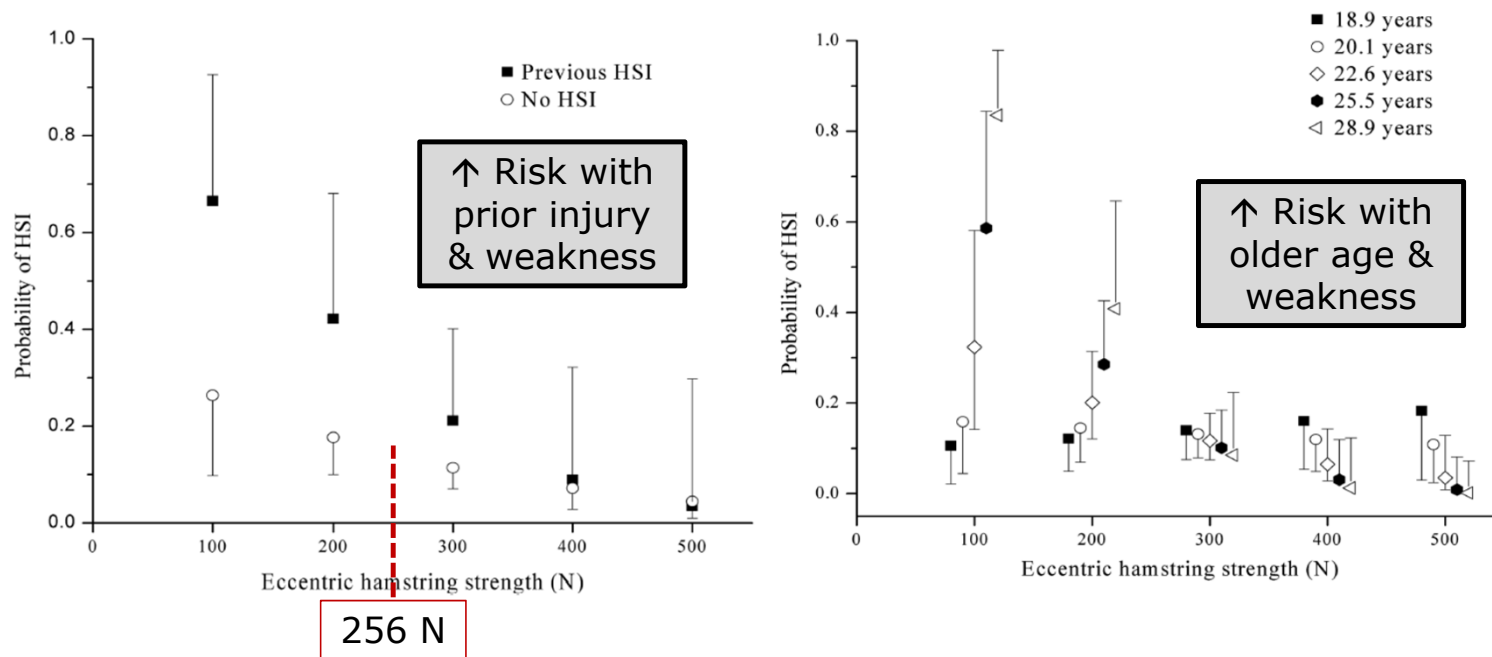 1.0
0.8
0.6
0.4
0.2
0.0
Probability of HSI
■ Previous HSI
○ No HSI
↑ Risk with
prior injury
& weakness
0 100 200 300 400 500
Eccentric hamstring strength (N)
256 N
■ 18.9 years
○ 20.1 years
◇ 22.6 years
⬢ 25.5 years
◁ 28.9 years
1.0
0.8
0.6
0.4
0.2
0.0
Probability of HSI
↑ Risk with
older age &
weakness
0 100 200 300 400 500
Eccentric hamstring strength (N)